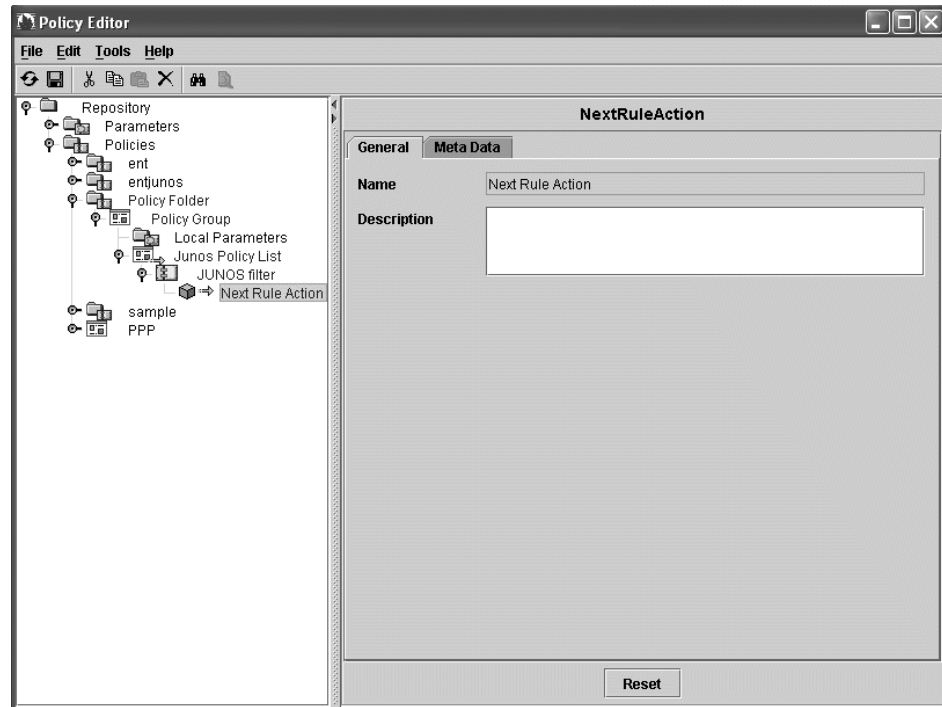 Policy Editor
File Edit Tools Help
Repository
Parameters
Policies
ent
entjunos
Policy Folder
Policy Group
Local Parameters
Junos Policy List
JUNOS filter
Next Rule Action
sample
PPP
NextRuleAction
General Meta Data
Name Next Rule Action
Description
Reset